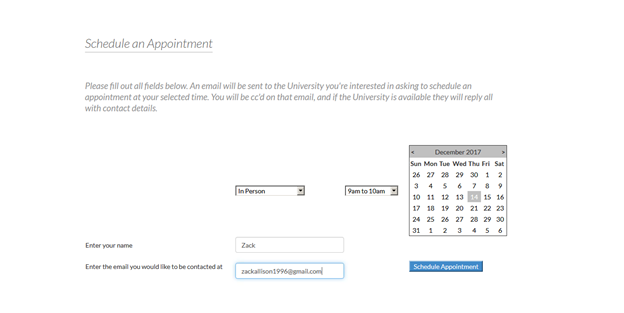 Schedule an Appointment
Please fill out all fields below. An email will be sent to the University you're interested in asking to schedule an
appointment at your selected time. You will be cc'd on that email, and if the University is available they will reply all
with contact details.
< December 2017 >
Sun Mon Tue Wed Thu Fri Sat
26 27 28 29 30 1 2
In Person 9am to 10am
3 4 5 6 7 8 9
10 11 12 13 14 15 16
17 18 19 20 21 22 23
24 25 26 27 28 29 30
31 1 2 3 4 5 6
Enter your name Zack
Enter the email you would like to be contacted at zackallison1996@gmail.com Schedule Appointment